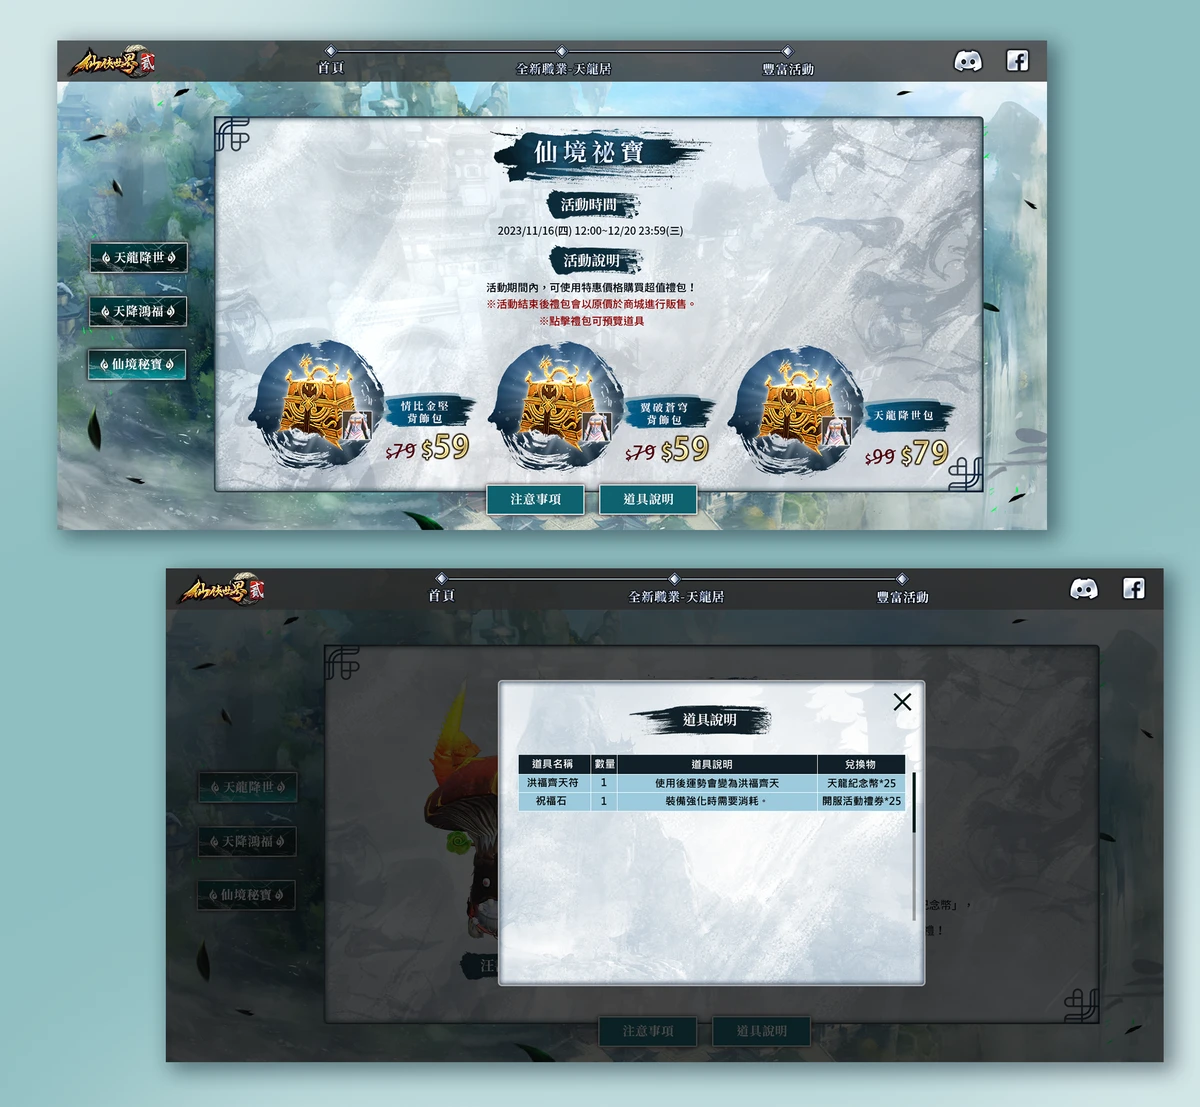 仙俠世界 貳
首頁
全新職業-天龍居
豐富活動
仙境祕寶
活動時間
2023/11/16(四) 12:00~12/20 23:59(三)
活動說明
活動期間內，可使用特惠價格購買超值禮包！
※活動結束後禮包會以原價於商城進行販售。
※點擊禮包可預覽道具
天龍降世
天降鴻福
仙境秘寶
情比金堅
背飾包
$79 $59
翼破蒼穹
背飾包
$79 $59
天龍降世包
$99 $79
注意事項
道具說明
仙俠世界 貳
首頁
全新職業-天龍居
豐富活動
天龍降世
天降鴻福
仙境秘寶
道具說明
道具名稱 數量 道具說明 兌換物
洪福齊天符 1 使用後運勢會變為洪福齊天 天龍紀念幣*25
祝福石 1 裝備強化時需要消耗。 開服活動禮券*25
念幣」，
禮！
汪
注意事項
道具說明